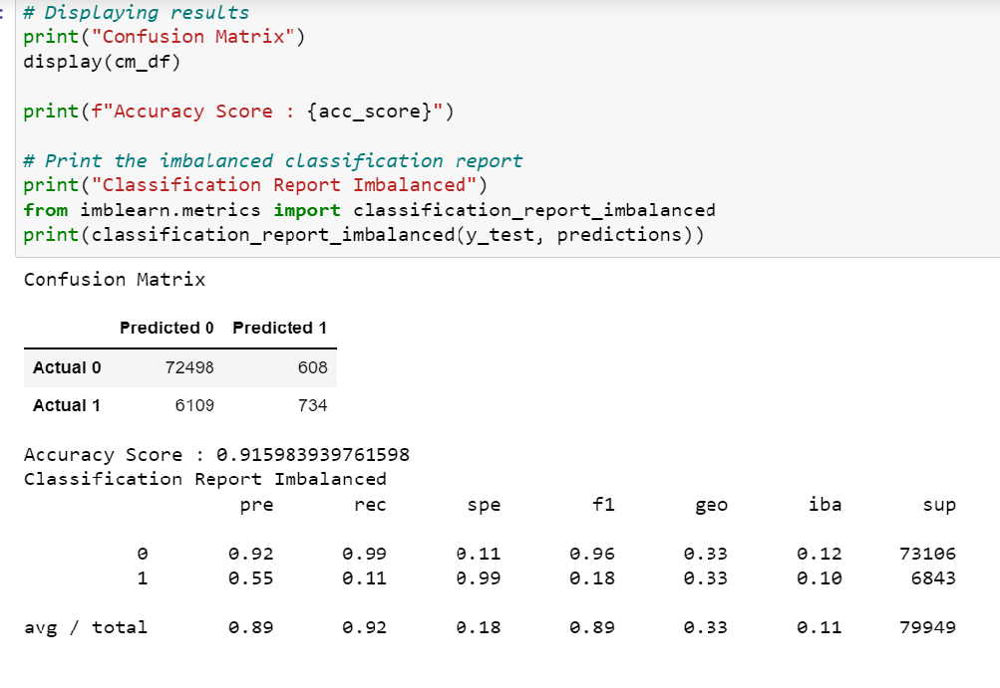 :
# Displaying results
print("Confusion Matrix")
display(cm_df)
print(f"Accuracy Score : {acc_score}")
# Print the imbalanced classification report
print("Classification Report Imbalanced")
from imblearn.metrics import classification_report_imbalanced
print(classification_report_imbalanced(y_test, predictions))
Confusion Matrix
Predicted 0 Predicted 1
Actual 0 72498 608
Actual 1 6109 734
Accuracy Score : 0.915983939761598
Classification Report Imbalanced
pre rec spe f1 geo iba sup
0 0.92 0.99 0.11 0.96 0.33 0.12 73106
1 0.55 0.11 0.99 0.18 0.33 0.10 6843
avg / total 0.89 0.92 0.18 0.89 0.33 0.11 79949